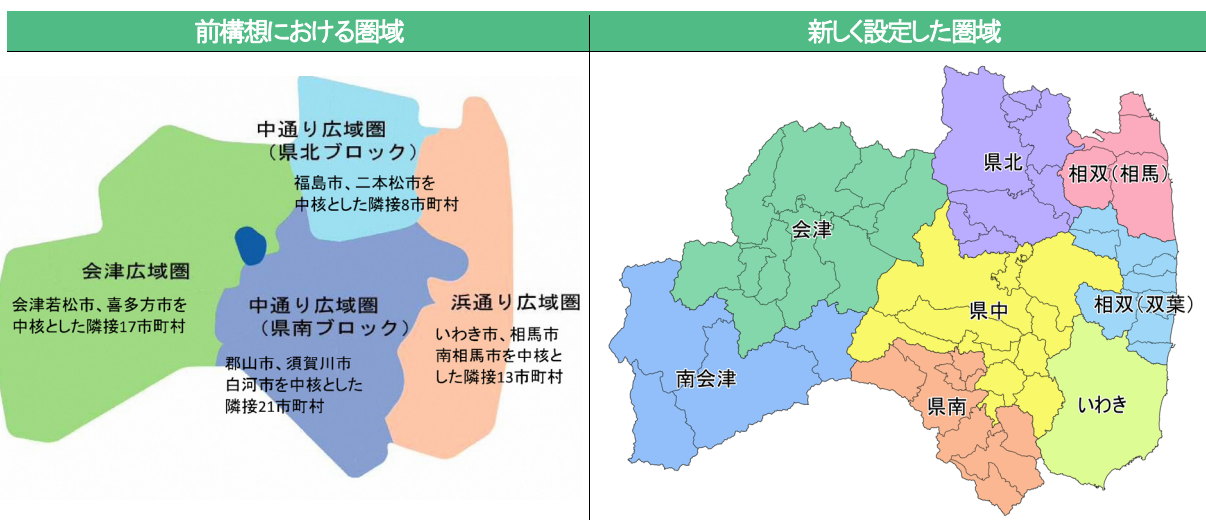 前構想における圏域
新しく設定した圏域
中通り広域圏
（県北ブロック）
福島市、二本松市を
中核とした隣接8市町村
会津広域圏
会津若松市、喜多方市を
中核とした隣接17市町村
中通り広域圏
（県南ブロック）
郡山市、須賀川市
白河市を中核とした
隣接21市町村
浜通り広域圏
いわき市、相馬市
南相馬市を中核と
した隣接13市町村
県北
相双（相馬）
会津
相双（双葉）
県中
南会津
県南
いわき